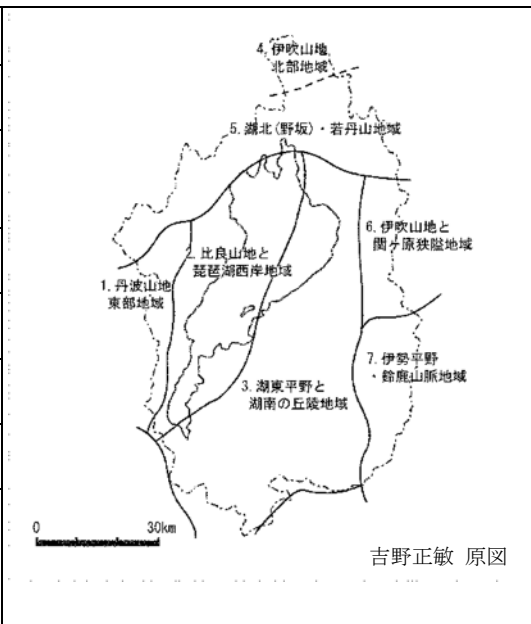 4. 伊吹山地
北部地域
5. 湖北(野坂)・若丹山地域
6. 伊吹山地と
関ヶ原狭隘地域
2. 比良山地と
琵琶湖西岸地域
1. 丹波山地
東部地域
7. 伊勢平野
・鈴鹿山脈地域
3. 湖東平野と
湖南の丘陵地域
0 30km
吉野正敏 原図